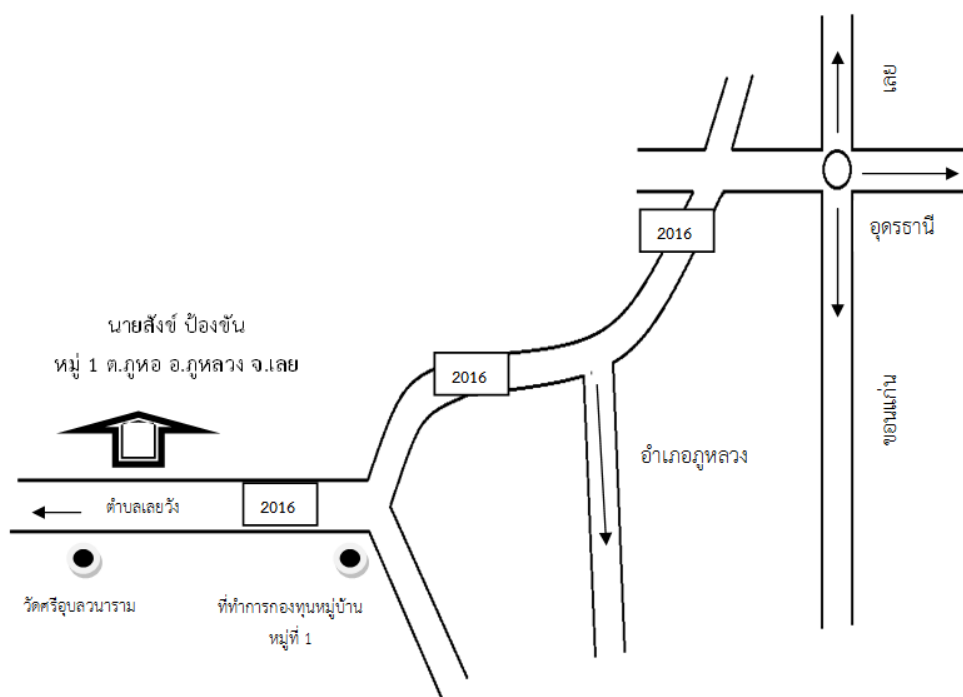 เลย
2016
อุดรธานี
นายสังข์ ป้องขัน
หมู่ 1 ต.ภูหอ อ.ภูหลวง จ.เลย
2016
ขอนแก่น
อำเภอภูหลวง
ตำบลเลยวัง
2016
วัดศรีอุบลวนาราม
ที่ทำการกองทุนหมู่บ้าน
หมู่ที่ 1